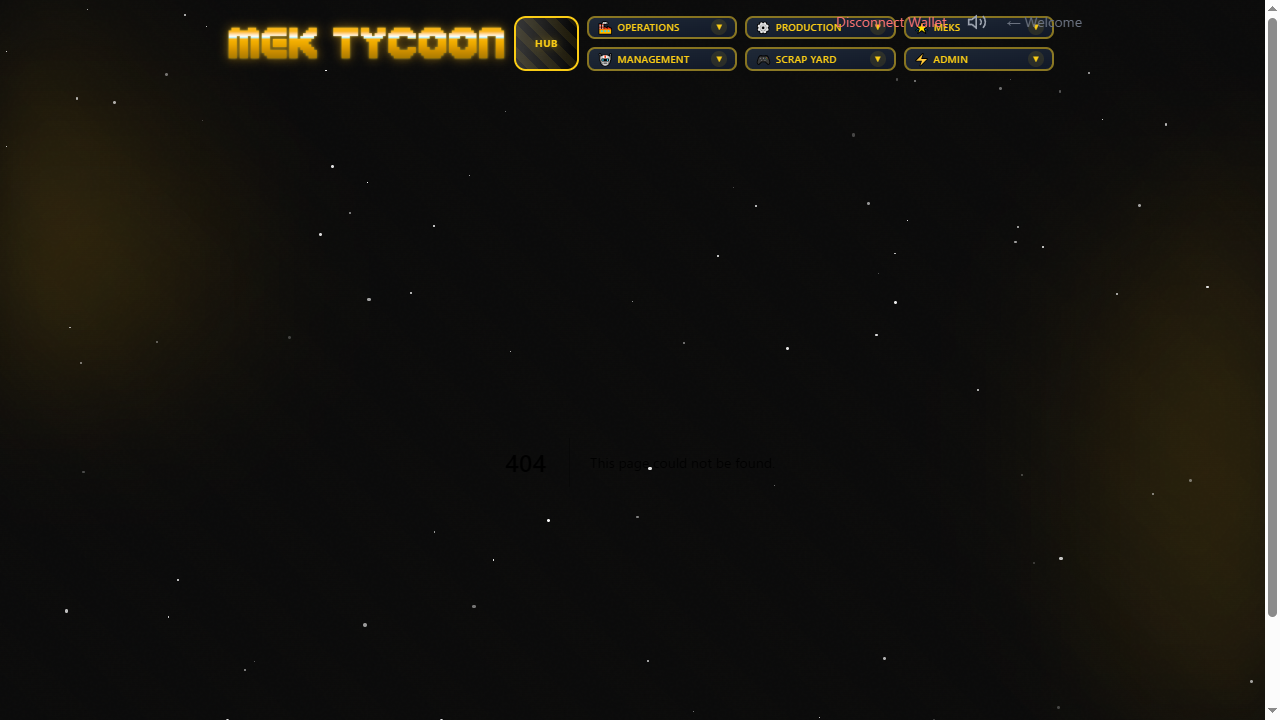 MEK TYCOON
HUB
OPERATIONS ▼
PRODUCTION ▼
MEKS ▼
Disconnect Wallet
← Welcome
MANAGEMENT ▼
SCRAP YARD ▼
ADMIN ▼
404
This page could not be found.